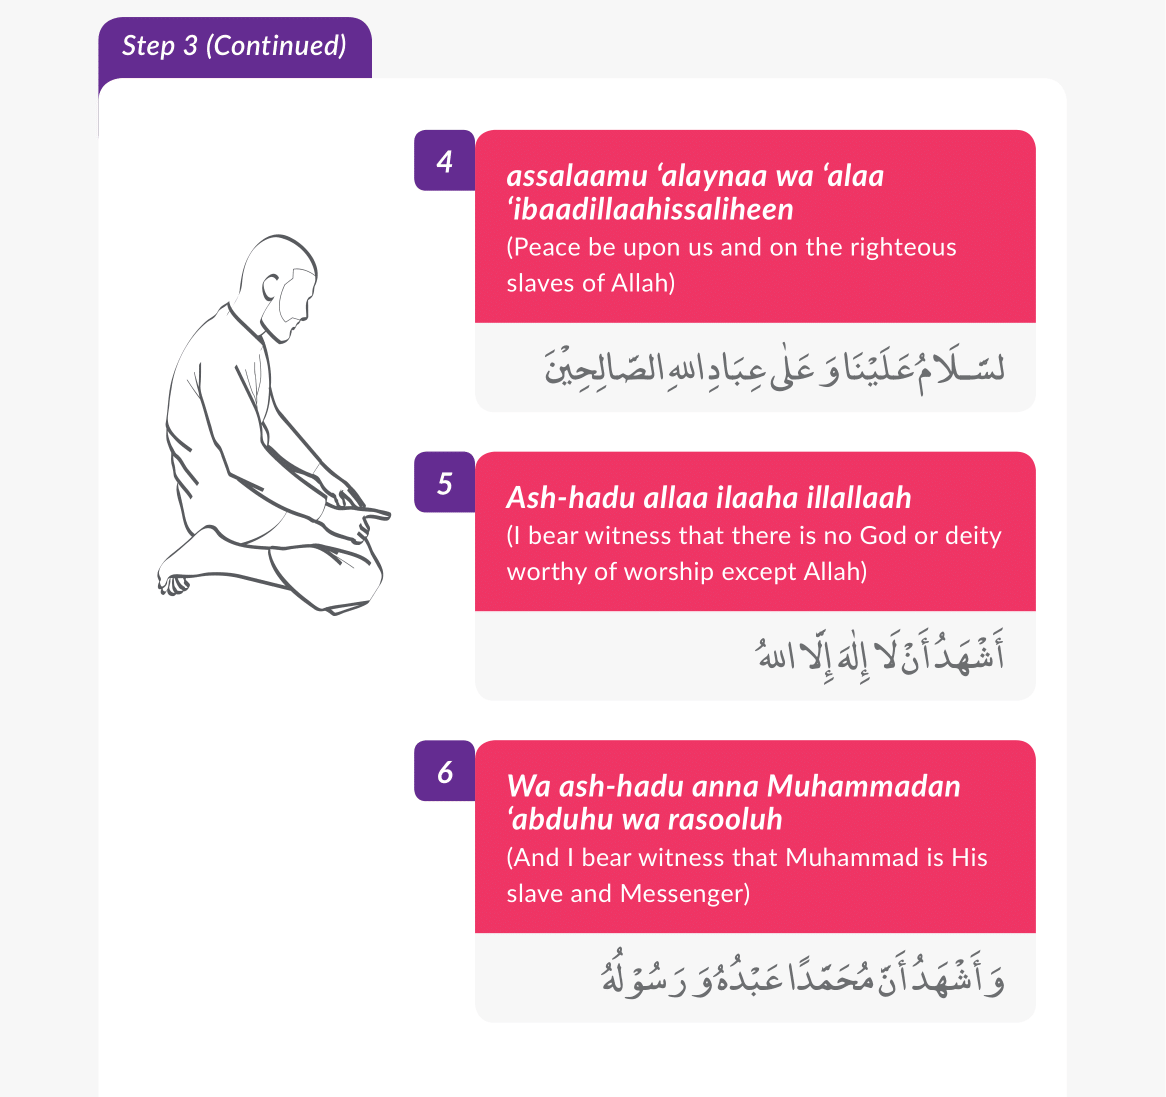 Step 3 (Continued)
4
assalaamu ‘alaynaa wa ‘alaa
‘ibaadillaahissaliheen
(Peace be upon us and on the righteous
slaves of Allah)
لسَّـلَامُ عَلَيْنَا وَ عَلٰى عِبَادِ اللهِ الصَّالِحِيْنَ
5
Ash-hadu allaa ilaaha illallaah
(I bear witness that there is no God or deity
worthy of worship except Allah)
أَشْهَدُ أَنْ لَا إِلٰهَ إِلَّا اللهُ
6
Wa ash-hadu anna Muhammadan
‘abduhu wa rasooluh
(And I bear witness that Muhammad is His
slave and Messenger)
وَ أَشْهَدُ أَنَّ مُحَمَّدًا عَبْدُهُ وَ رَسُوْلُهُ